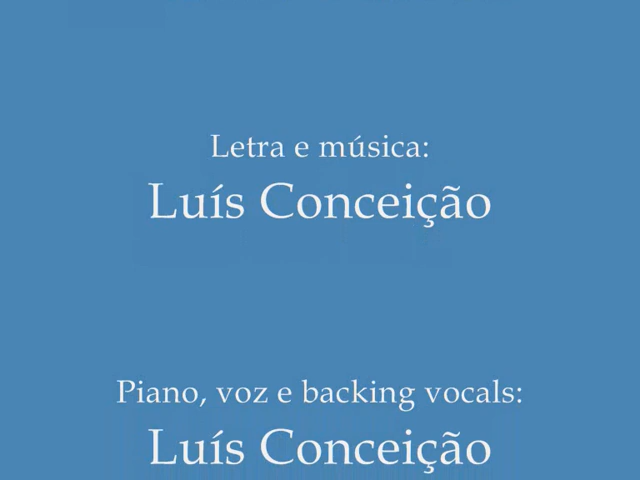 Letra e música:
Luís Conceição
Piano, voz e backing vocals:
Luís Conceição